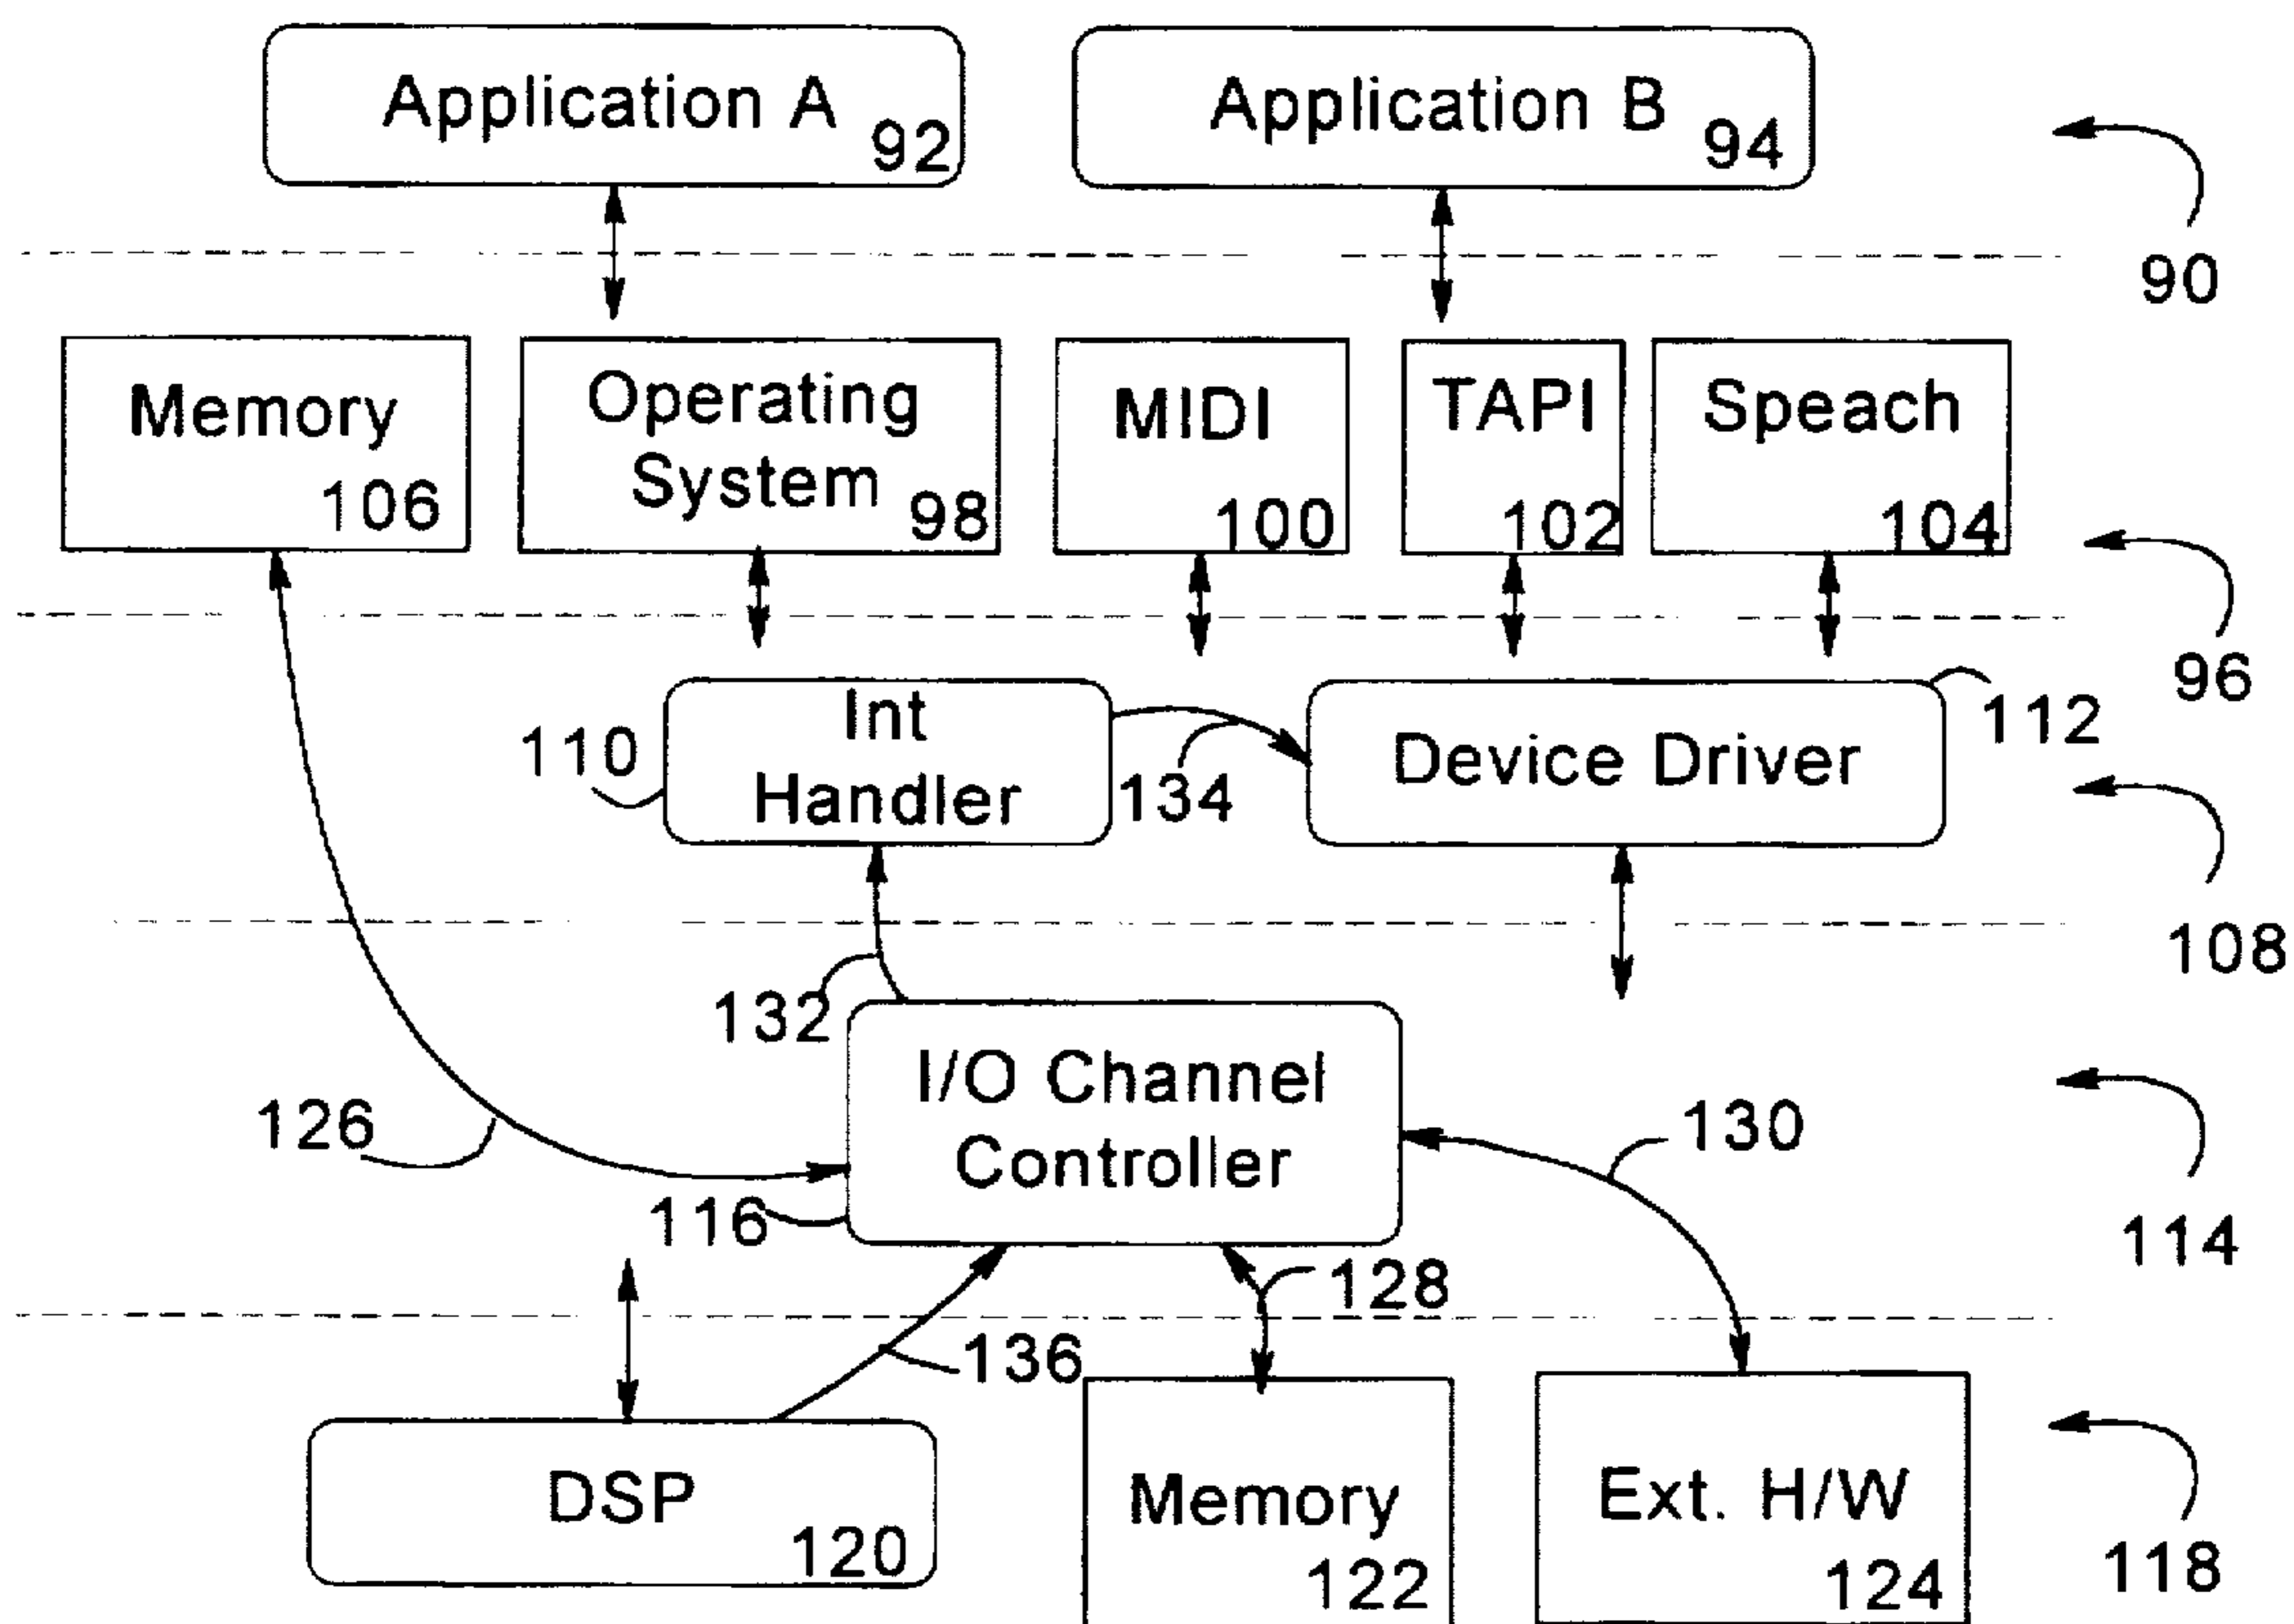 Application A
92
Application B
94
90
Memory
106
Operating
System
98
MIDI
100
TAPI
102
Speach
104
96
110
Int
Handler
134
Device Driver
112
108
132
I/O Channel
Controller
126
116
130
114
128
136
DSP
120
Memory
122
Ext. H/W
124
118